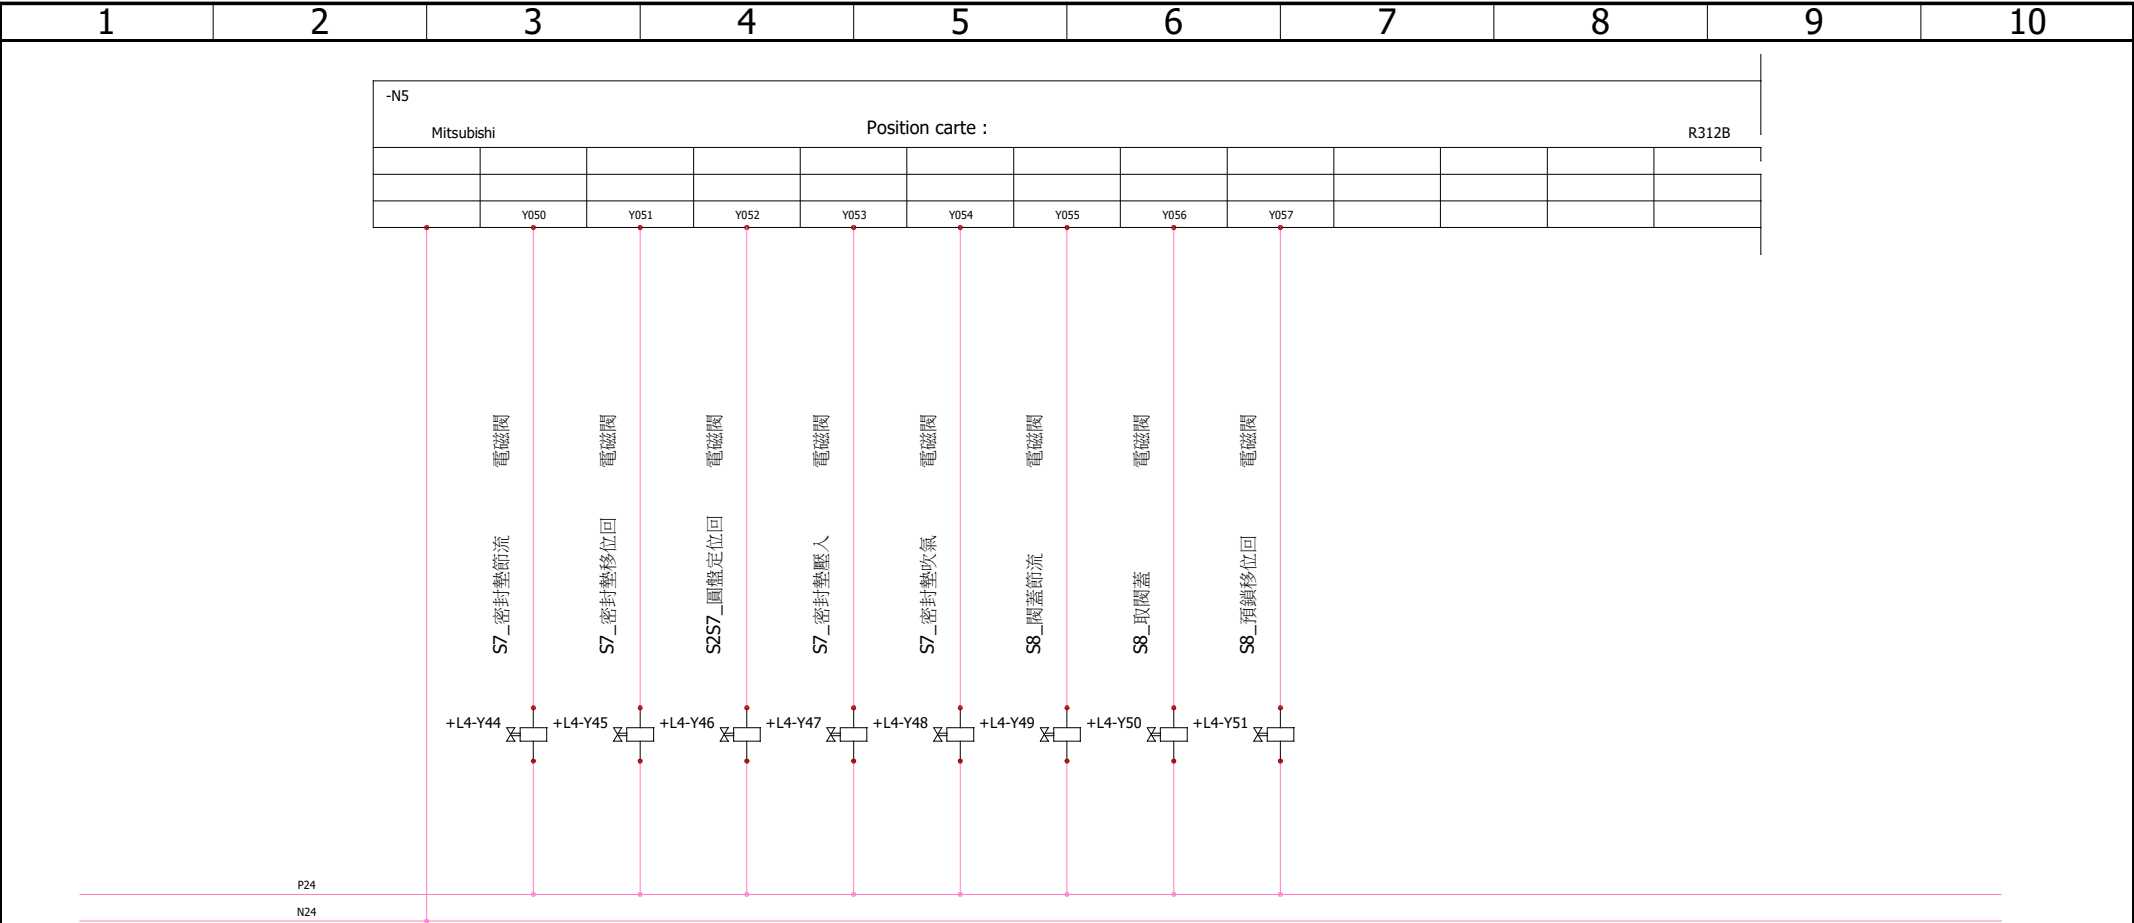 1 2 3 4 5 6 7 8 9 10
-N5
Mitsubishi Position carte : R312B
Y050 Y051 Y052 Y053 Y054 Y055 Y056 Y057
S7_密封墊節流 電磁閥
S7_密封墊移位回 電磁閥
S2S7_圓盤定位回 電磁閥
S7_密封墊壓入 電磁閥
S7_密封墊吹氣 電磁閥
S8_閥蓋節流 電磁閥
S8_取閥蓋 電磁閥
S8_預鎖移位回 電磁閥
+L4-Y44 +L4-Y45 +L4-Y46 +L4-Y47 +L4-Y48 +L4-Y49 +L4-Y50 +L4-Y51
P24
N24